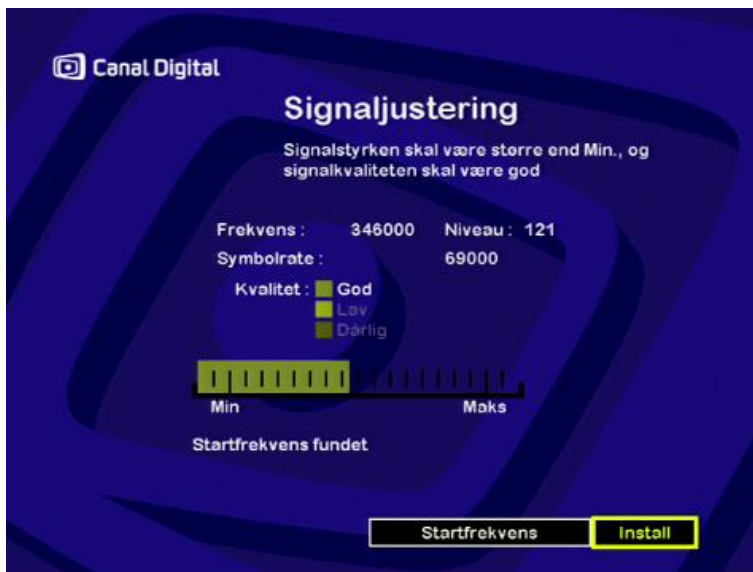 Canal Digital
Signaljustering
Signalstyrken skal være større end Min., og
signalkvaliteten skal være god
Frekvens : 346000 Niveau : 121
Symbolrate : 69000
Kvalitet : God
Lav
Dårlig
Min Maks
Startfrekvens fundet
Startfrekvens Install